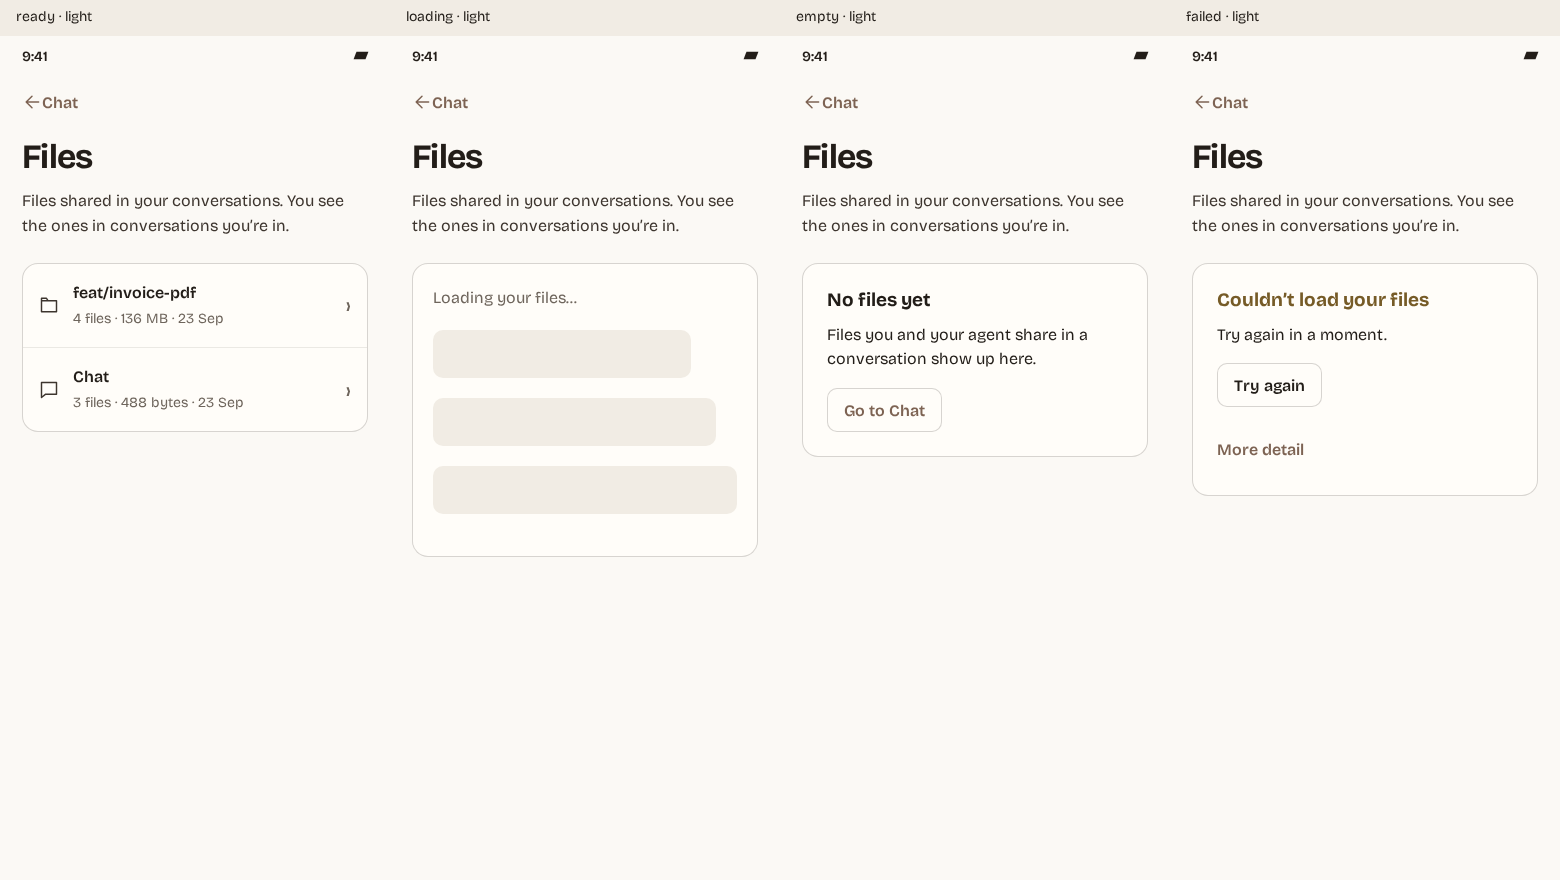 ready · light
9:41
Chat
Files
Files shared in your conversations. You see
the ones in conversations you’re in.
feat/invoice-pdf
4 files · 136 MB · 23 Sep
Chat
3 files · 488 bytes · 23 Sep
loading · light
9:41
Chat
Files
Files shared in your conversations. You see
the ones in conversations you’re in.
Loading your files…
empty · light
9:41
Chat
Files
Files shared in your conversations. You see
the ones in conversations you’re in.
No files yet
Files you and your agent share in a
conversation show up here.
Go to Chat
failed · light
9:41
Chat
Files
Files shared in your conversations. You see
the ones in conversations you’re in.
Couldn’t load your files
Try again in a moment.
Try again
More detail